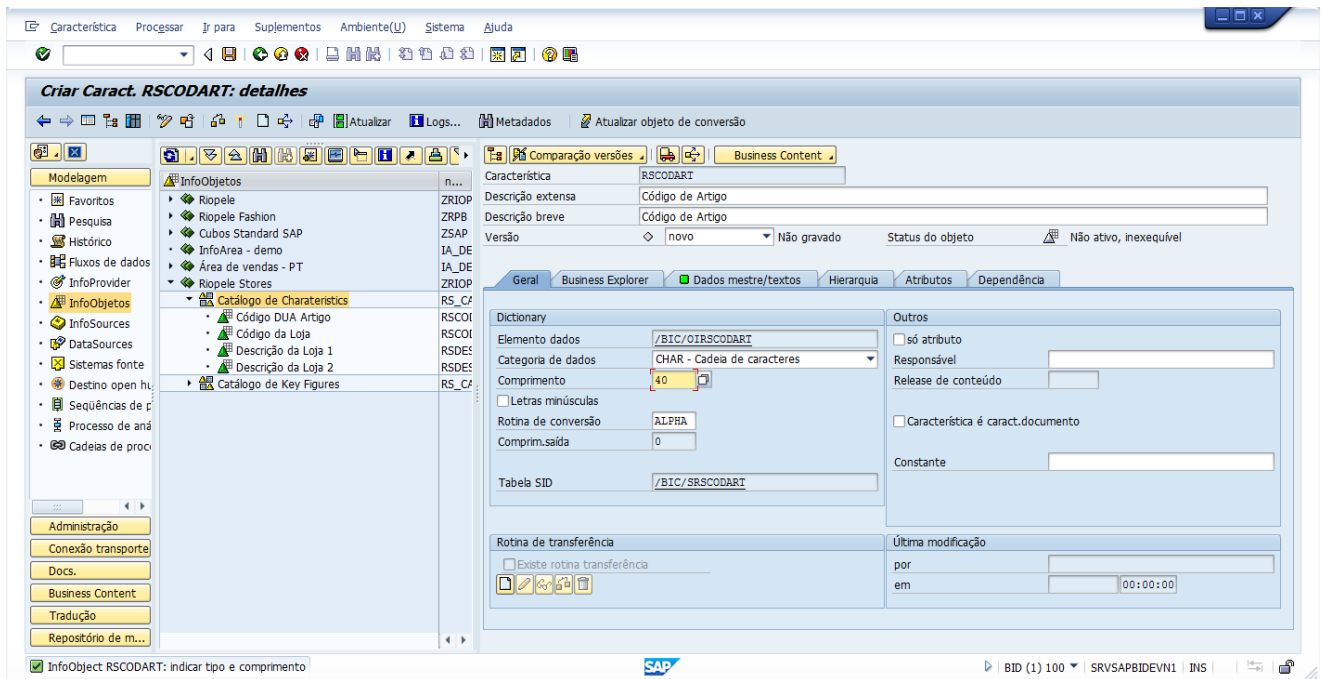 Característica Processar Ir para Suplementos Ambiente(U) Sistema Ajuda
Criar Caract. RSCODART: detalhes
Atualizar Logs... Metadados Atualizar objeto de conversão
Modelagem
Favoritos
Pesquisa
Histórico
Fluxos de dados
InfoProvider
InfoObjetos
InfoSources
DataSources
Sistemas fonte
Destino open hu
Seqüências de p
Processo de aná
Cadeias de proce
Administração
Conexão transporte
Docs.
Business Content
Tradução
Repositório de m...
InfoObjetos n...
Riopele ZRIOP
Riopele Fashion ZRPB
Cubos Standard SAP ZSAP
InfoArea - demo IA_DE
Área de vendas - PT IA_DE
Riopele Stores ZRIOP
Catálogo de Charateristics RS_CA
Código DUA Artigo RSCOD
Código da Loja RSCOD
Descrição da Loja 1 RSDES
Descrição da Loja 2 RSDES
Catálogo de Key Figures RS_CA
Comparação versões Business Content
Característica RSCODART
Descrição extensa Código de Artigo
Descrição breve Código de Artigo
Versão novo Não gravado Status do objeto Não ativo, inexequível
Geral Business Explorer Dados mestre/textos Hierarquia Atributos Dependência
Dictionary
Elemento dados /BIC/OIRSCODART
Categoria de dados CHAR - Cadeia de caracteres
Comprimento 40
Letras minúsculas
Rotina de conversão ALPHA
Comprim.saída 0
Tabela SID /BIC/SRSCODART
Outros
só atributo
Responsável
Release de conteúdo
Característica é caract.documento
Constante
Rotina de transferência
Existe rotina transferência
Última modificação
por
em 00:00:00
InfoObject RSCODART: indicar tipo e comprimento SAP BID (1) 100 SRVSAPBIDEVN1 INS